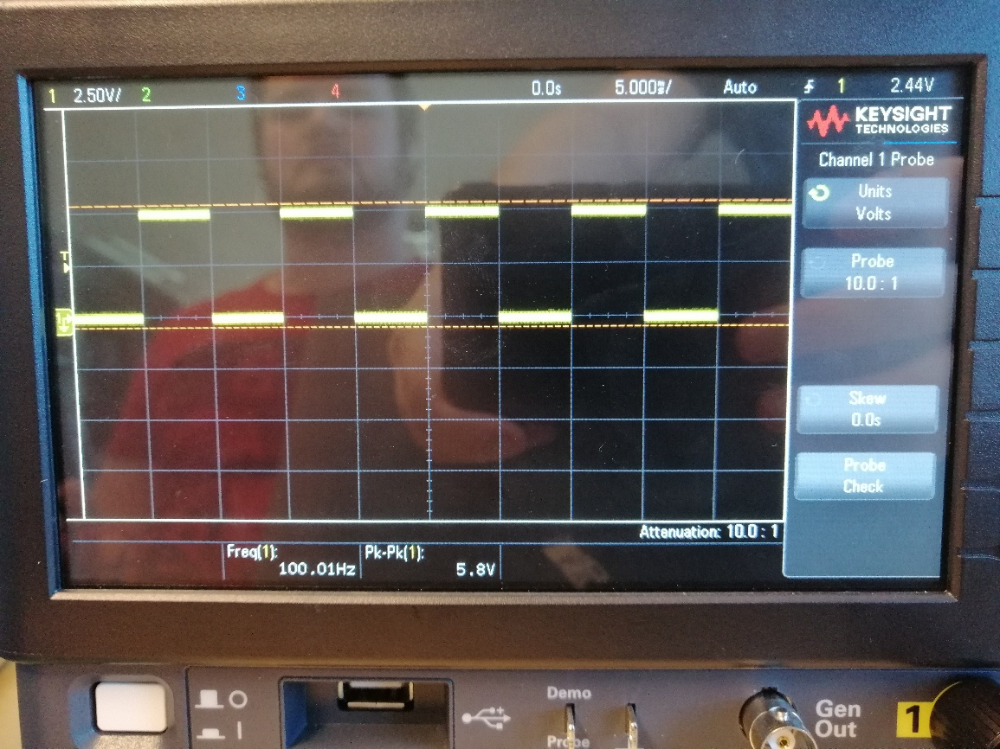 1 2.50V/ 2 3 4 0.0s 5.000ms/ Auto 1 2.44V
KEYSIGHT
TECHNOLOGIES
Channel 1 Probe
Units
Volts
Probe
10.0 : 1
T
Skew
0.0s
Probe
Check
Attenuation: 10.0 : 1
Freq(1): Pk-Pk(1):
100.01Hz 5.8V
Demo
Gen
Out
1
Probe